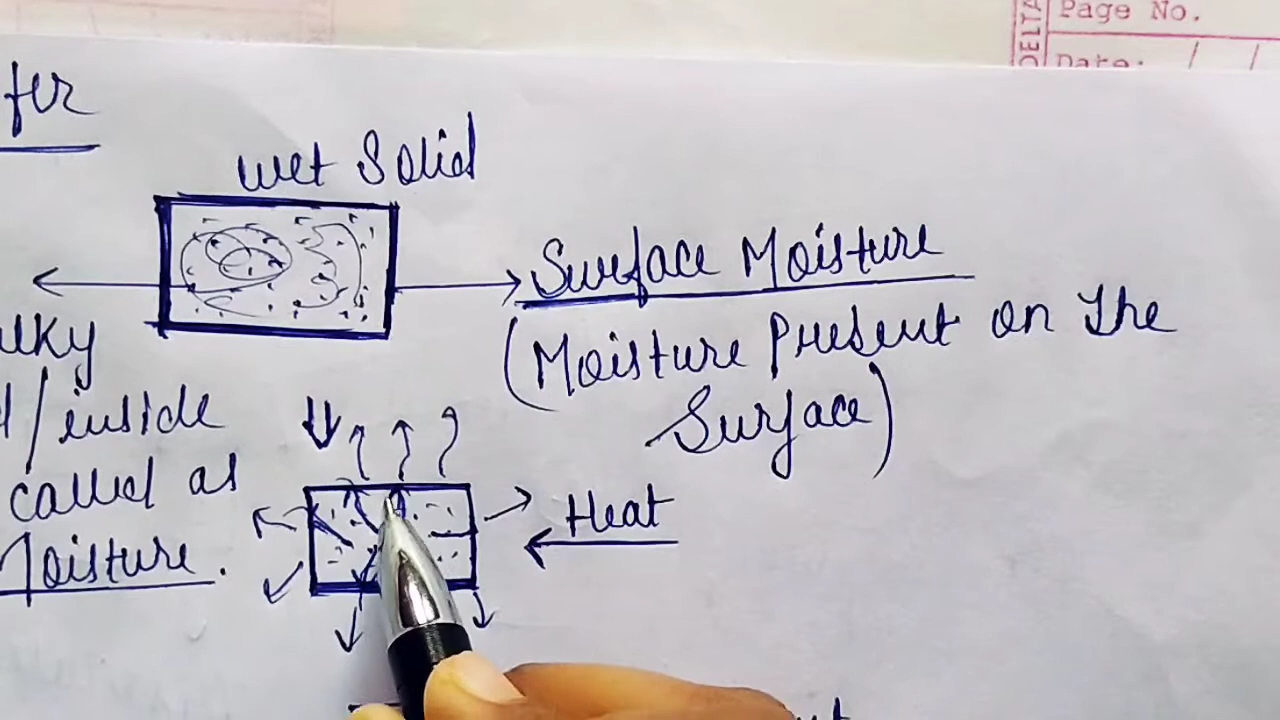 DELTA
Page No.
Date: / /
fer
Wet Solid
Surface Moisture
(Moisture Present on The
Surface)
ulky
/inside
called as
Moisture.
Heat